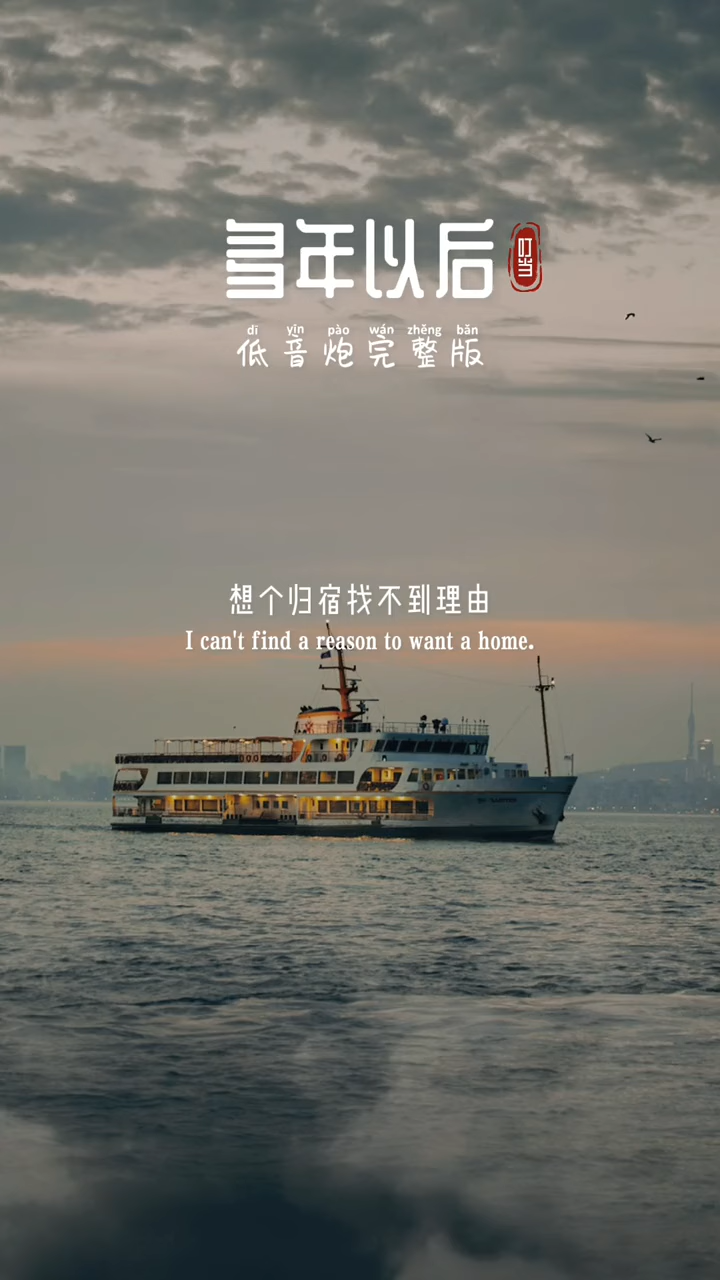 多年以后
叮当
dī yīn pào wán zhěng bǎn
低音炮完整版
想个归宿找不到理由
I can't find a reason to want a home.